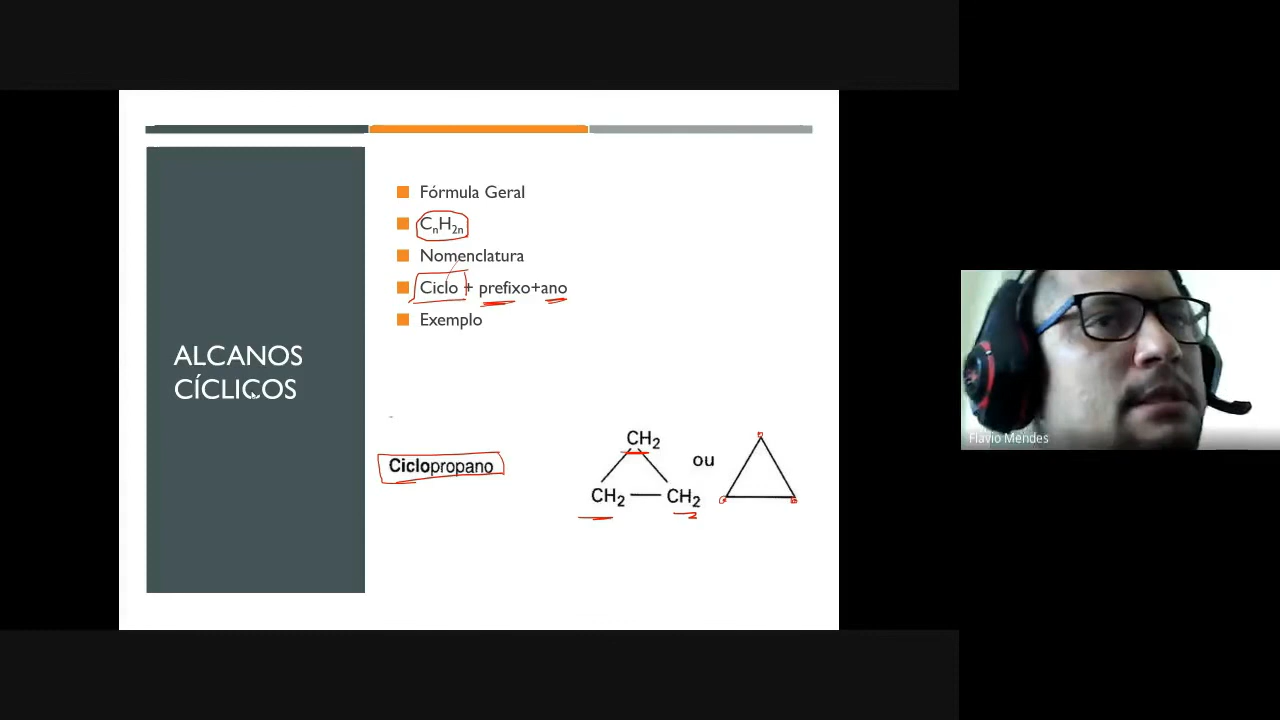 ALCANOS
CÍCLICOS
Fórmula Geral
CₙH₂ₙ
Nomenclatura
Ciclo + prefixo+ano
Exemplo
Ciclopropano
CH₂
CH₂ CH₂
ou
Flavio Mendes